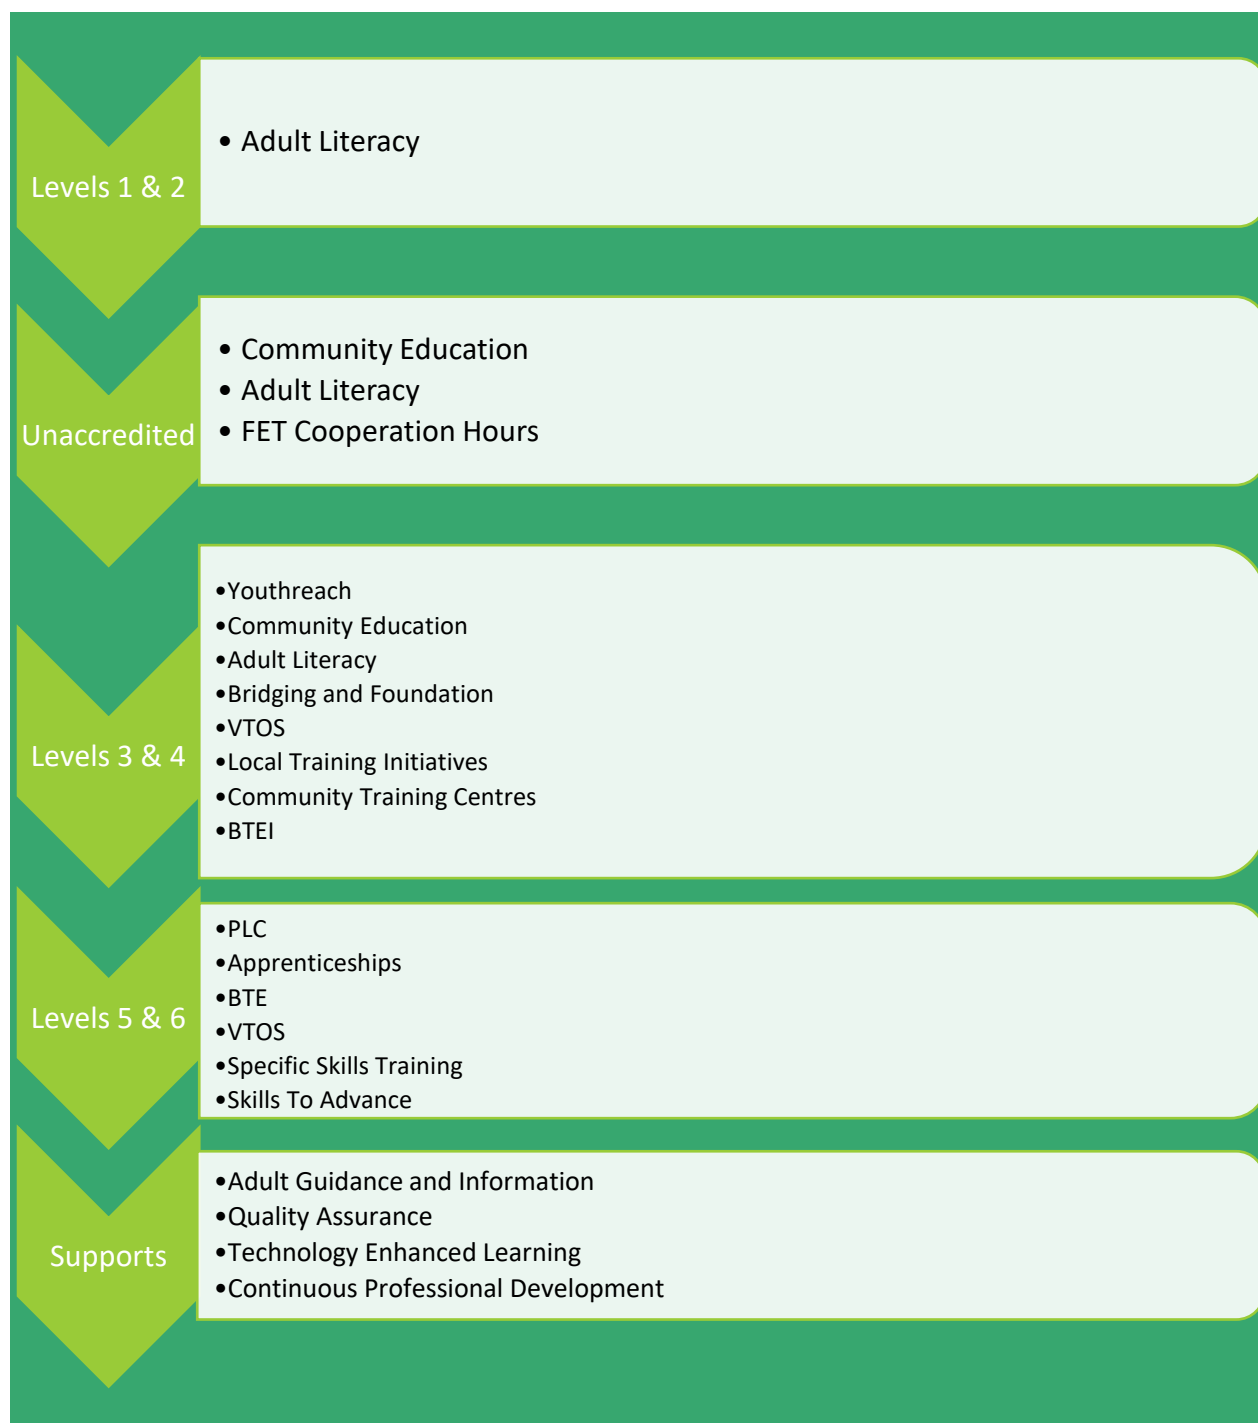 Levels 1 & 2
• Adult Literacy
Unaccredited
• Community Education
• Adult Literacy
• FET Cooperation Hours
Levels 3 & 4
•Youthreach
•Community Education
•Adult Literacy
•Bridging and Foundation
•VTOS
•Local Training Initiatives
•Community Training Centres
•BTEI
Levels 5 & 6
•PLC
•Apprenticeships
•BTE
•VTOS
•Specific Skills Training
•Skills To Advance
Supports
•Adult Guidance and Information
•Quality Assurance
•Technology Enhanced Learning
•Continuous Professional Development